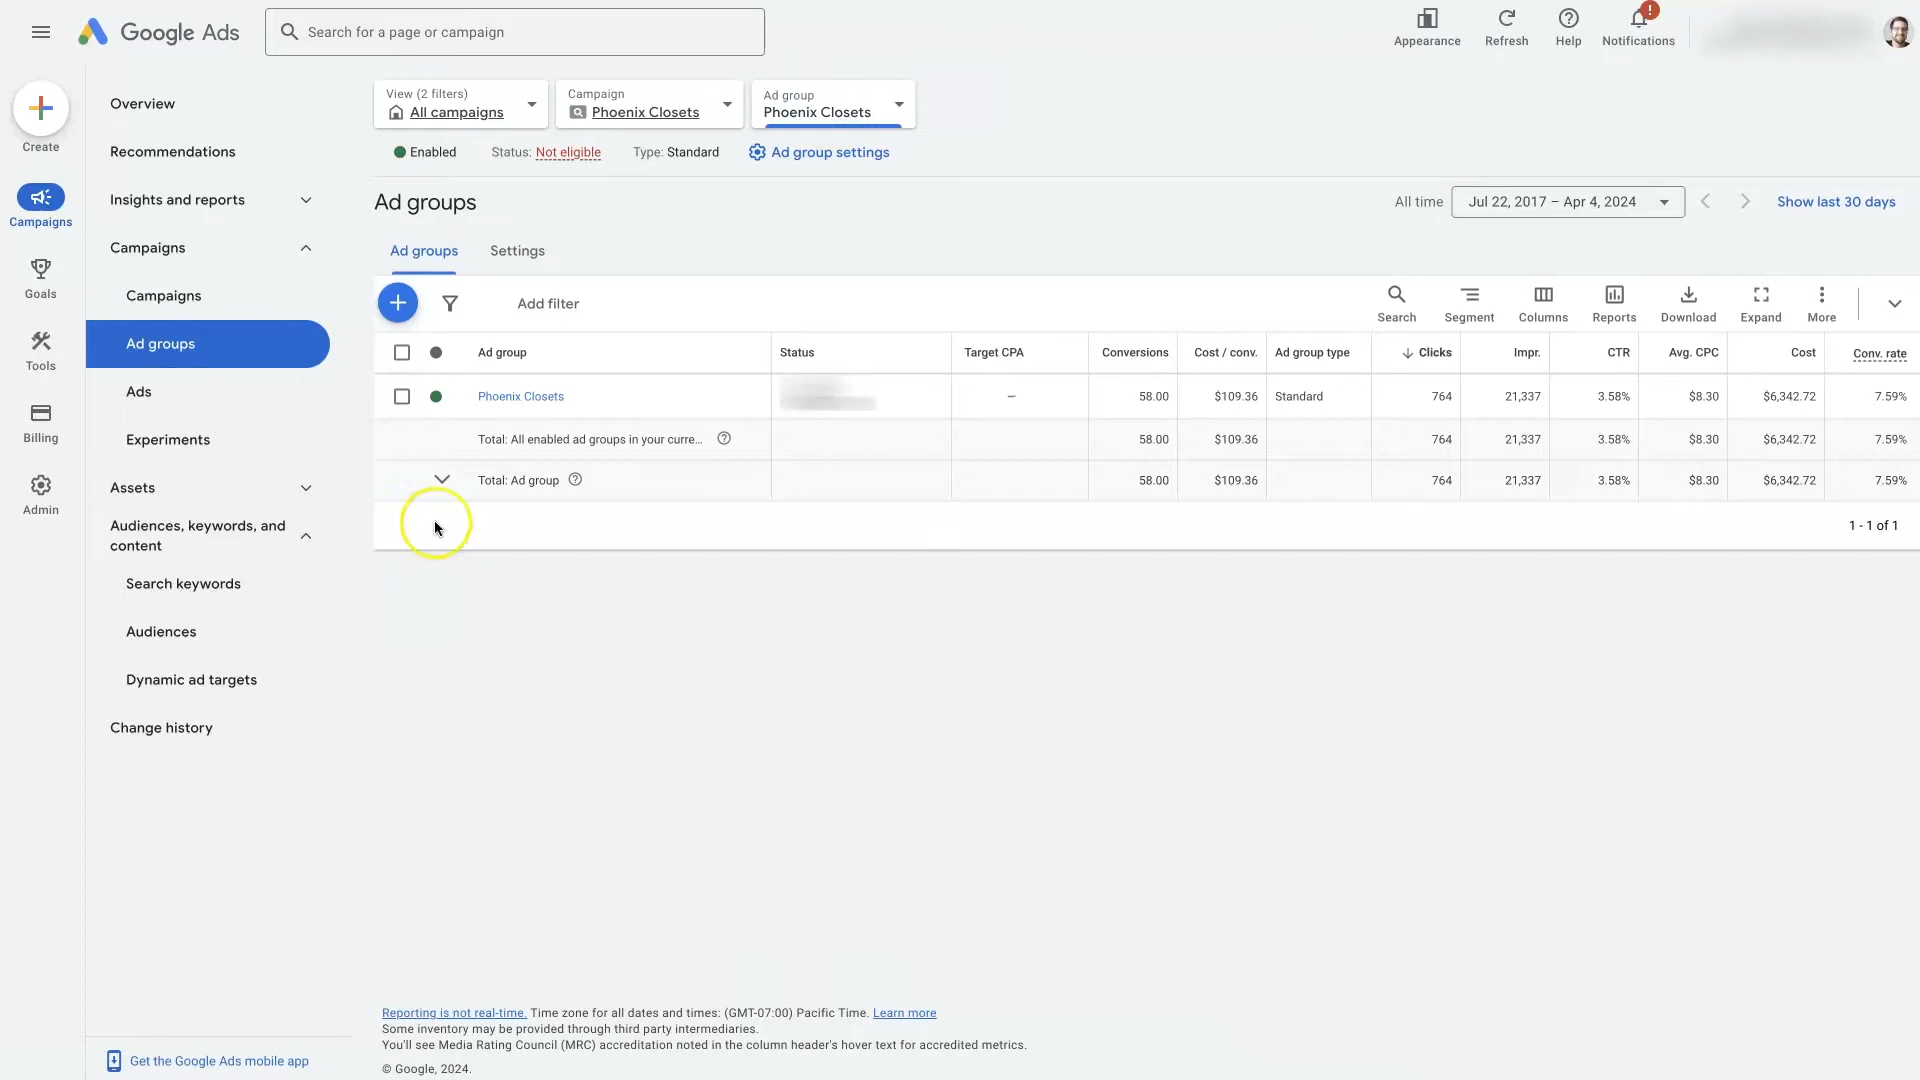 Google Ads
Search for a page or campaign
Appearance
Refresh
Help
!
Notifications
Create
Campaigns
Goals
Tools
Billing
Admin
Overview
Recommendations
Insights and reports
Campaigns
Campaigns
Ad groups
Ads
Experiments
Assets
Audiences, keywords, and
content
Search keywords
Audiences
Dynamic ad targets
Change history
Get the Google Ads mobile app
View (2 filters)
All campaigns
Campaign
Phoenix Closets
Ad group
Phoenix Closets
Enabled
Status: Not eligible
Type: Standard
Ad group settings
Ad groups
All time
Jul 22, 2017 – Apr 4, 2024
Show last 30 days
Ad groups
Settings
Add filter
Search
Segment
Columns
Reports
Download
Expand
More
Ad group Status Target CPA Conversions Cost / conv. Ad group type Clicks Impr. CTR Avg. CPC Cost Conv. rate
Phoenix Closets – 58.00 $109.36 Standard 764 21,337 3.58% $8.30 $6,342.72 7.59%
Total: All enabled ad groups in your curre... 58.00 $109.36 764 21,337 3.58% $8.30 $6,342.72 7.59%
Total: Ad group 58.00 $109.36 764 21,337 3.58% $8.30 $6,342.72 7.59%
1 - 1 of 1
Reporting is not real-time. Time zone for all dates and times: (GMT-07:00) Pacific Time. Learn more
Some inventory may be provided through third party intermediaries.
You'll see Media Rating Council (MRC) accreditation noted in the column header's hover text for accredited metrics.
© Google, 2024.